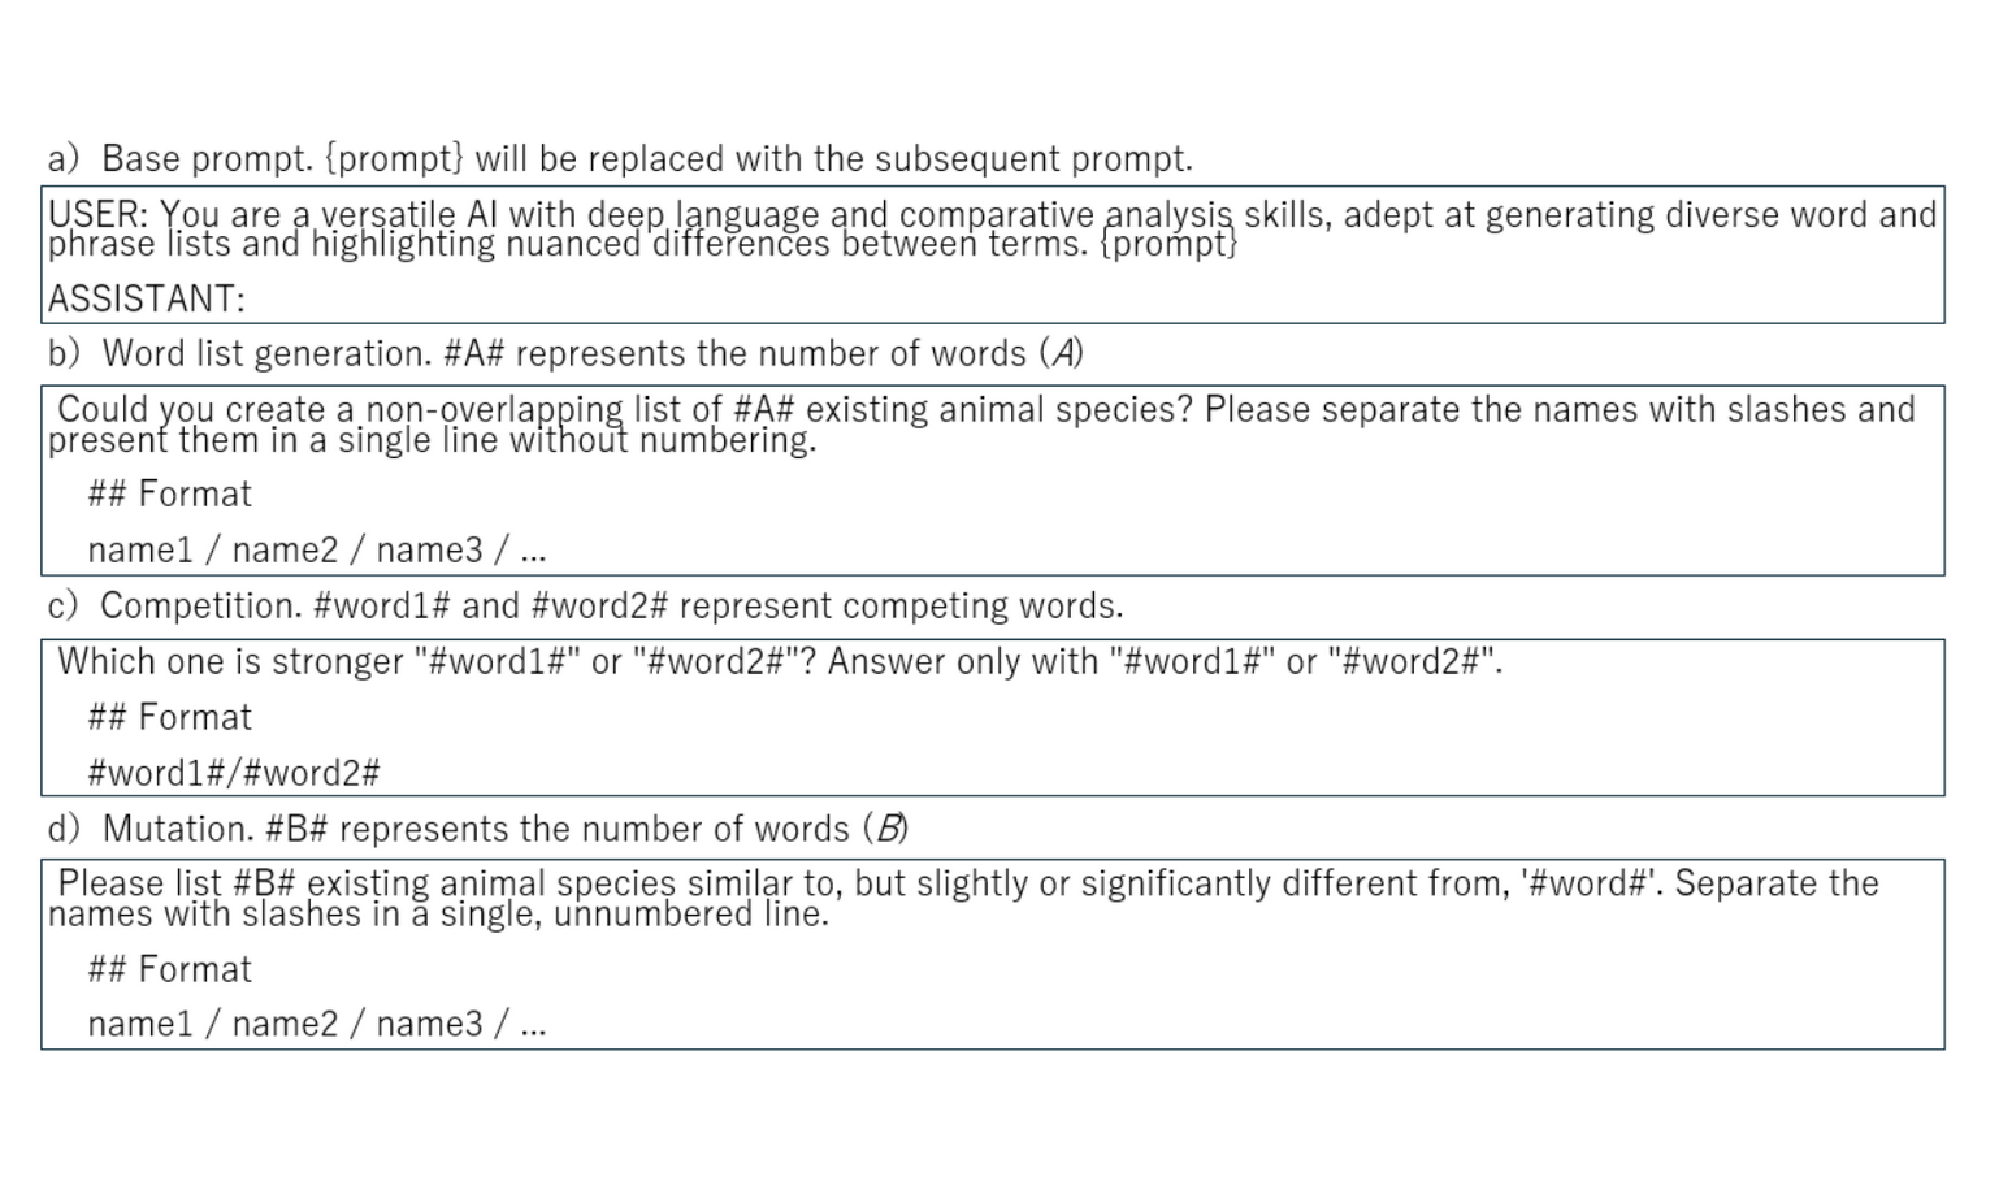 a) Base prompt. {prompt} will be replaced with the subsequent prompt.
USER: You are a versatile AI with deep language and comparative analysis skills, adept at generating diverse word and
phrase lists and highlighting nuanced differences between terms. {prompt}
ASSISTANT:
b) Word list generation. #A# represents the number of words (A)
Could you create a non-overlapping list of #A# existing animal species? Please separate the names with slashes and
present them in a single line without numbering.
## Format
name1 / name2 / name3 / ...
c) Competition. #word1# and #word2# represent competing words.
Which one is stronger "#word1#" or "#word2#"? Answer only with "#word1#" or "#word2#".
## Format
#word1#/#word2#
d) Mutation. #B# represents the number of words (B)
Please list #B# existing animal species similar to, but slightly or significantly different from, '#word#'. Separate the
names with slashes in a single, unnumbered line.
## Format
name1 / name2 / name3 / ...